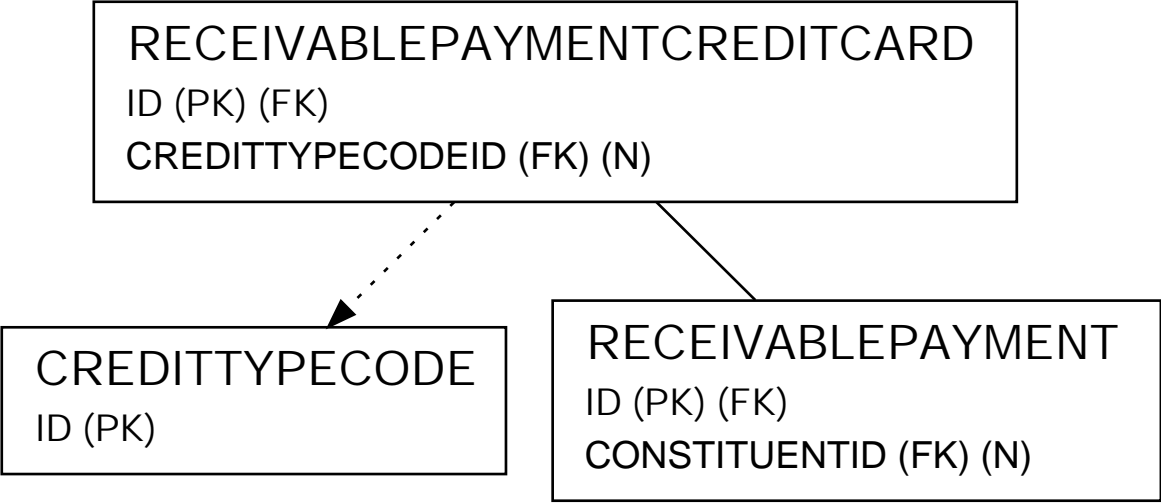 RECEIVABLEPAYMENTCREDITCARD
ID (PK) (FK)
CREDITTYPECODEID (FK) (N)
CREDITTYPECODE
ID (PK)
RECEIVABLEPAYMENT
ID (PK) (FK)
CONSTITUENTID (FK) (N)